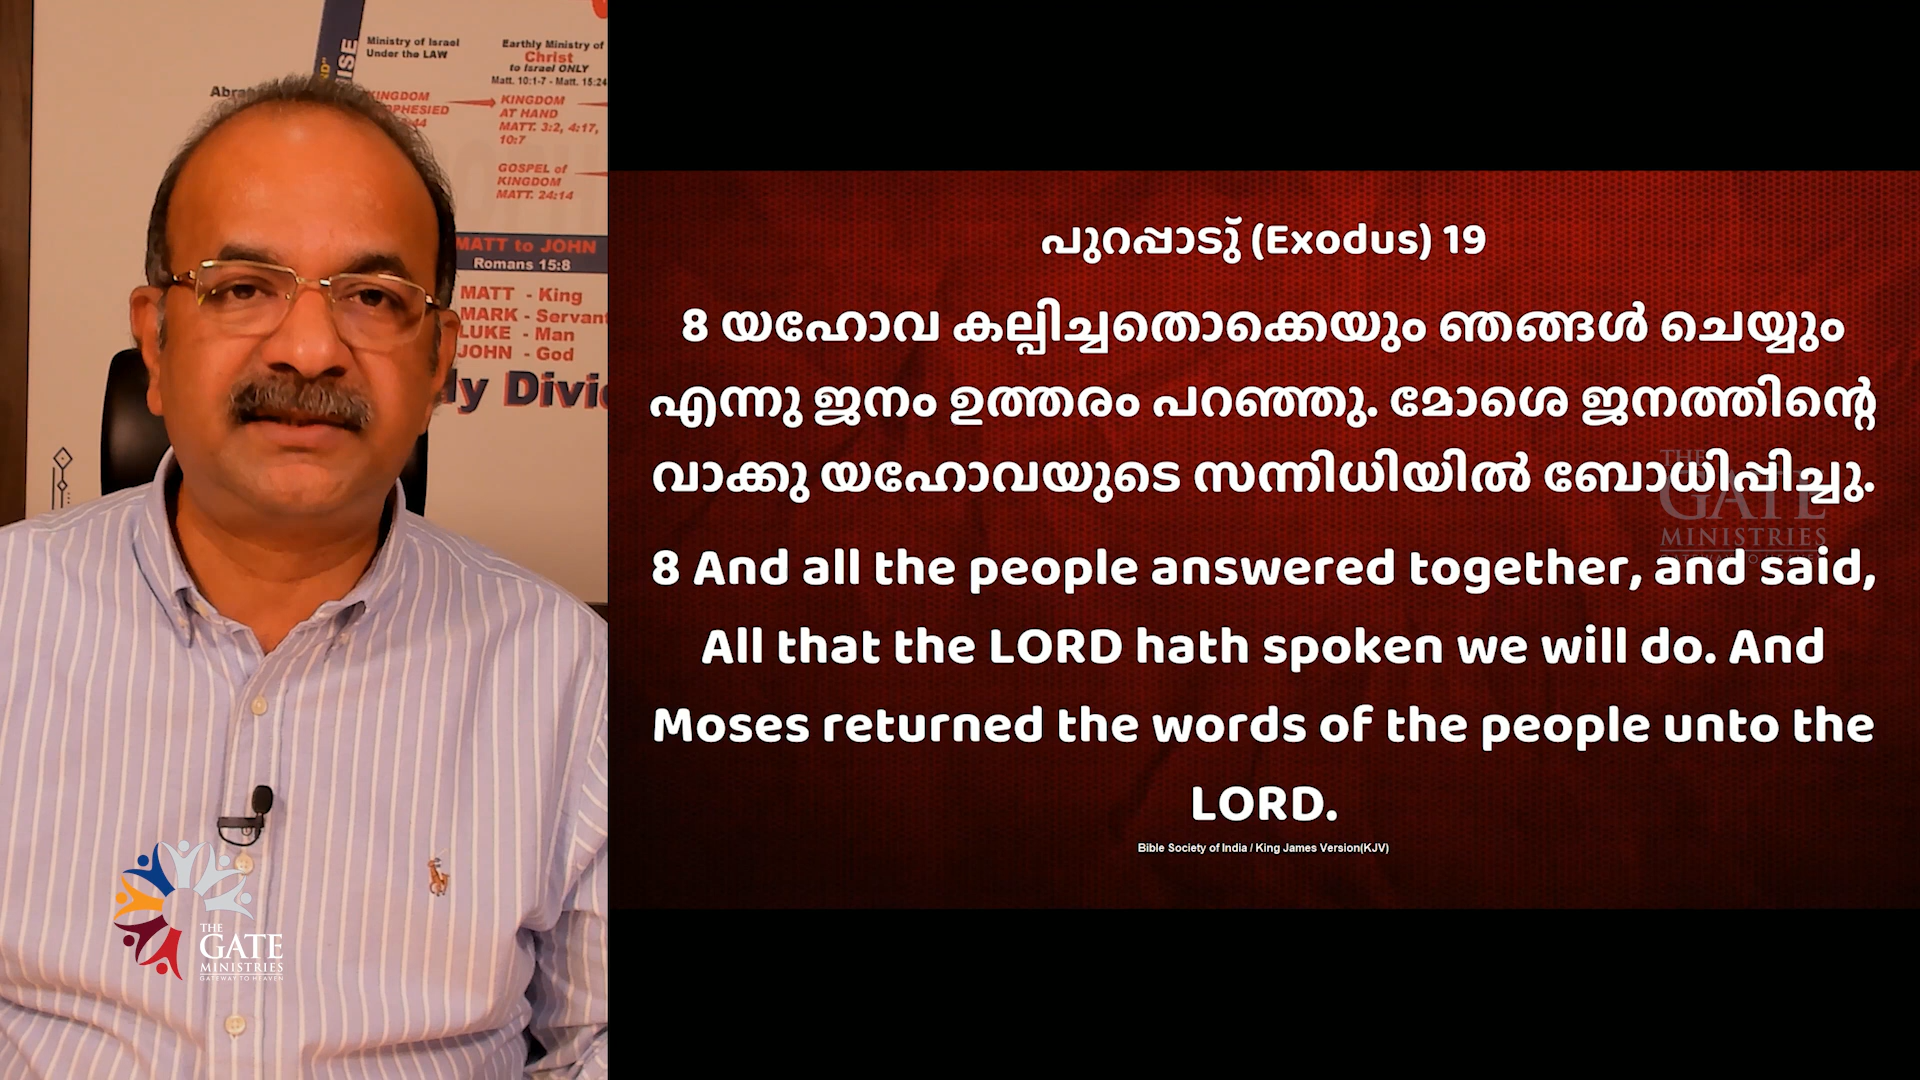 Ministry of Israel
Under the LAW
Earthly Ministry of
Christ
to Israel ONLY
Matt. 10:1-7 - Matt. 15:24
KINGDOM
AT HAND
MATT. 3:2, 4:17,
10:7
GOSPEL of
KINGDOM
MATT. 24:14
MATT to JOHN
Romans 15:8
MATT - King
MARK - Servant
LUKE - Man
JOHN - God
THE
GATE
MINISTRIES
GATEWAY TO HEAVEN
പുറപ്പാടു് (Exodus) 19
8 യഹോവ കല്പിച്ചതൊക്കെയും ഞങ്ങൾ ചെയ്യും
എന്നു ജനം ഉത്തരം പറഞ്ഞു. മോശെ ജനത്തിന്റെ
വാക്കു യഹോവയുടെ സന്നിധിയിൽ ബോധിപ്പിച്ചു.
8 And all the people answered together, and said,
All that the LORD hath spoken we will do. And
Moses returned the words of the people unto the
LORD.
Bible Society of India / King James Version(KJV)
THE
GATE
MINISTRIES